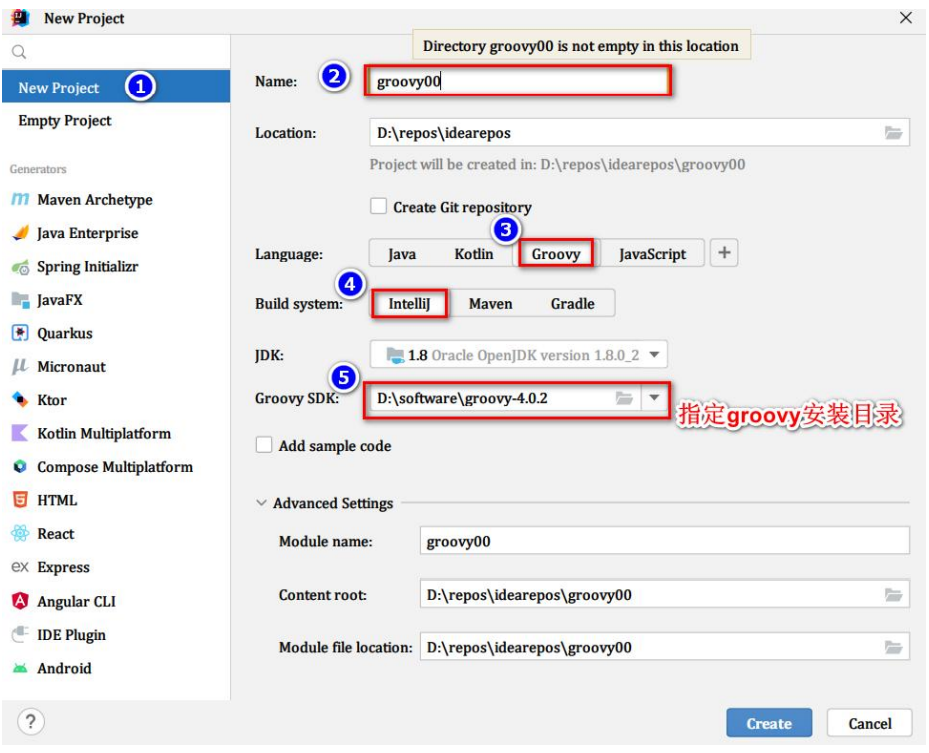 New Project
Directory groovy00 is not empty in this location
New Project
1
Empty Project
Generators
Maven Archetype
Java Enterprise
Spring Initializr
JavaFX
Quarkus
Micronaut
Ktor
Kotlin Multiplatform
Compose Multiplatform
HTML
React
Express
Angular CLI
IDE Plugin
Android
Name: 2 groovy00
Location: D:\repos\idearepos
Project will be created in: D:\repos\idearepos\groovy00
Create Git repository
3
Language: Java Kotlin Groovy JavaScript +
4
Build system: IntelliJ Maven Gradle
JDK: 1.8 Oracle OpenJDK version 1.8.0_2
5
Groovy SDK: D:\software\groovy-4.0.2
指定groovy安装目录
Add sample code
Advanced Settings
Module name: groovy00
Content root: D:\repos\idearepos\groovy00
Module file location: D:\repos\idearepos\groovy00
? Create Cancel